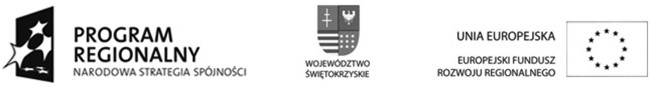 PROGRAM
REGIONALNY
NARODOWA STRATEGIA SPÓJNOŚCI
WOJEWÓDZTWO
ŚWIĘTOKRZYSKIE
UNIA EUROPEJSKA
EUROPEJSKI FUNDUSZ
ROZWOJU REGIONALNEGO